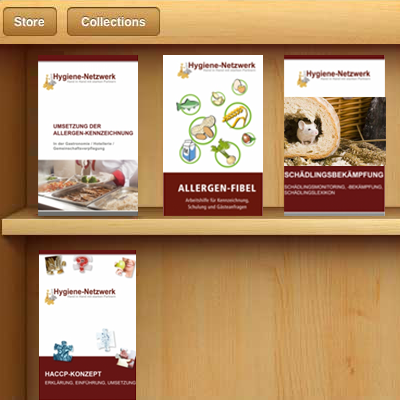 Store
Collections
Hygiene-Netzwerk
UMSETZUNG DER
ALLERGEN-KENNZEICHNUNG
In der Gastronomie / Hotellerie /
Gemeinschaftsverpflegung
Hygiene-Netzwerk
ALLERGEN-FIBEL
Arbeitshilfe für Kennzeichnung,
Schulung und Gästeanfragen
Hygiene-Netzwerk
SCHÄDLINGSBEKÄMPFUNG
SCHÄDLINGSMONITORING, -BEKÄMPFUNG,
SCHÄDLINGSLEXIKON
Hygiene-Netzwerk
HACCP-KONZEPT
ERKLÄRUNG, EINFÜHRUNG, UMSETZUNG